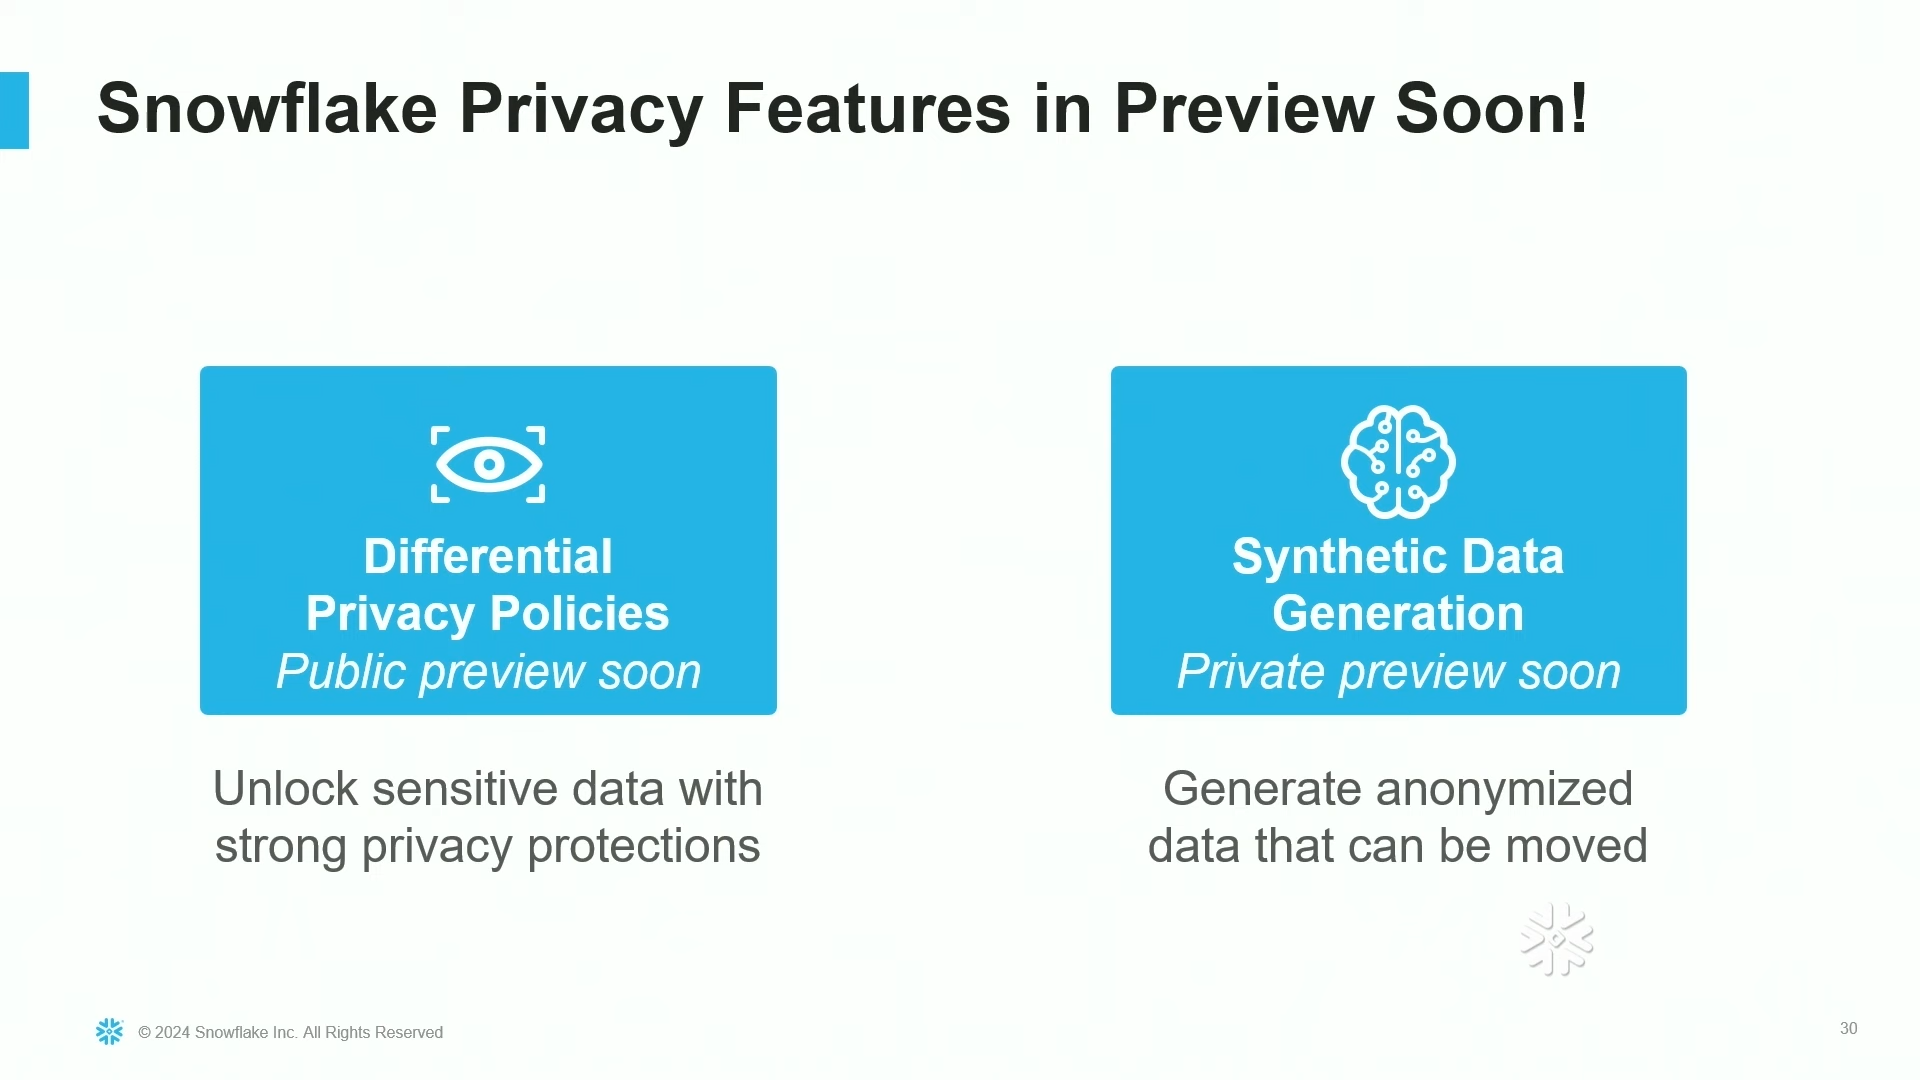 Snowflake Privacy Features in Preview Soon!
Differential
Privacy Policies
Public preview soon
Unlock sensitive data with
strong privacy protections
Synthetic Data
Generation
Private preview soon
Generate anonymized
data that can be moved
© 2024 Snowflake Inc. All Rights Reserved
30